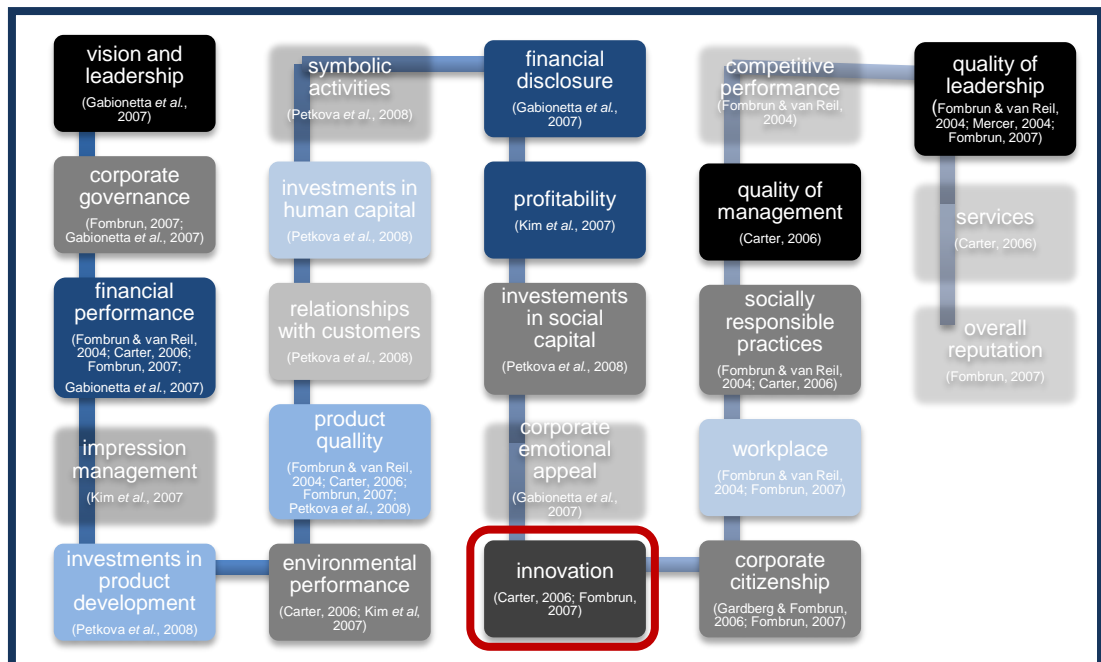 vision and
leadership
(Gabionetta et al.,
2007)
corporate
governance
(Fombrun, 2007;
Gabionetta et al., 2007)
financial
performance
(Fombrun & van Reil,
2004; Carter, 2006;
Fombrun, 2007;
Gabionetta et al., 2007)
impression
management
(Kim et al., 2007
investments in
product
development
(Petkova et al., 2008)
symbolic
activities
(Petkova et al., 2008)
investments in
human capital
(Petkova et al., 2008)
relationships
with customers
(Petkova et al., 2008)
product
quallity
(Fombrun & van Reil,
2004; Carter, 2006;
Fombrun, 2007;
Petkova et al., 2008)
environmental
performance
(Carter, 2006; Kim et al,
2007)
financial
disclosure
(Gabionetta et al.,
2007)
profitability
(Kim et al., 2007)
investements
in social
capital
(Petkova et al., 2008)
corporate
emotional
appeal
(Gabionetta et al.,
2007)
innovation
(Carter, 2006; Fombrun,
2007)
competitive
performance
(Fombrun & van Reil,
2004)
quality of
management
(Carter, 2006)
socially
responsible
practices
(Fombrun & van Reil,
2004; Carter, 2006)
workplace
(Fombrun & van Reil,
2004; Fombrun, 2007)
corporate
citizenship
(Gardberg & Fombrun,
2006; Fombrun, 2007)
quality of
leadership
(Fombrun & van Reil,
2004; Mercer, 2004;
Fombrun, 2007)
services
(Carter, 2006)
overall
reputation
(Fombrun, 2007)